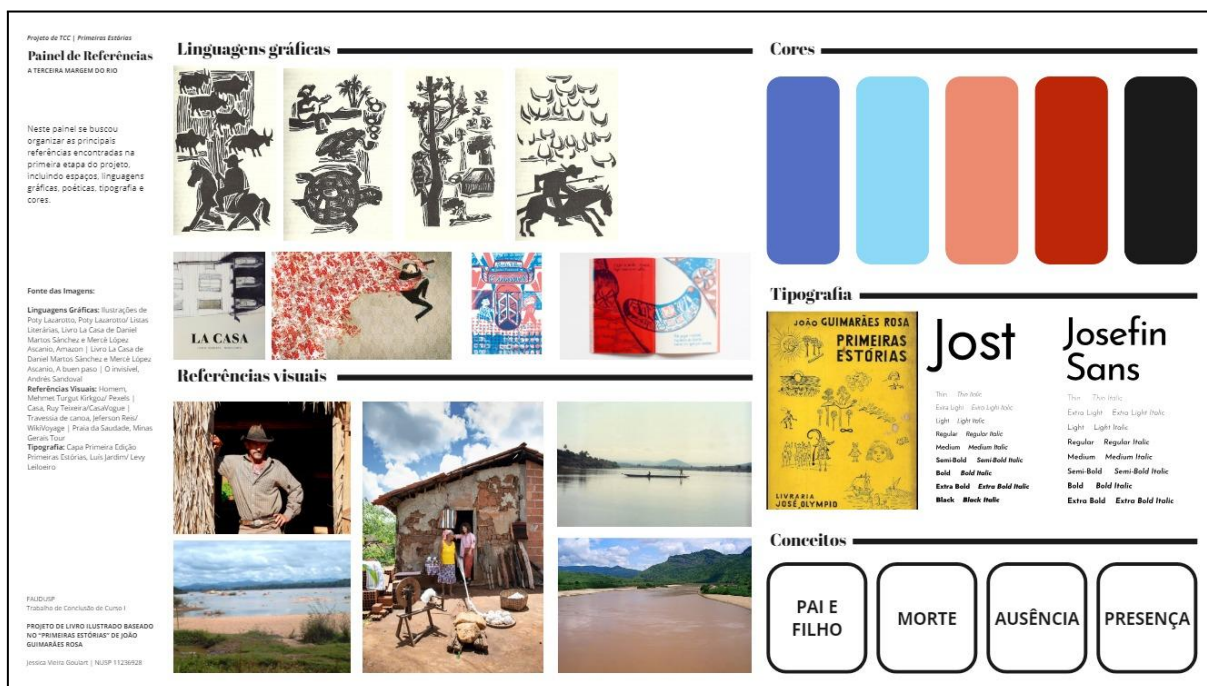 Projeto de TCC | Primeiras Estórias
Painel de Referências
A TERCEIRA MARGEM DO RIO
Neste painel se buscou
organizar as principais
referências encontradas na
primeira etapa do projeto,
incluindo espaços, linguagens
gráficas, poéticas, tipografia e
cores.
Fonte das Imagens:
Linguagens Gráficas: Ilustrações de
Poty Lazarotto, Poty Lazarotto/ Listas
Literárias, Livro La Casa de Daniel
Martos Sánchez e Mercè López
Ascanio, Amazon | Livro La Casa de
Daniel Martos Sánchez e Mercè López
Ascanio, A buen paso | O invisível,
Andrés Sandoval
Referências Visuais: Homem,
Mehmet Turgut Kirkgoz/ Pexels |
Casa, Ruy Teixeira/CasaVogue |
Travessia de canoa, Jeferson Reis/
WikiVoyage | Praia da Saudade, Minas
Gerais Tour
Tipografia: Capa Primeira Edição
Primeiras Estórias, Luís Jardim/ Levy
Leiloeiro
FAUDUSP
Trabalho de Conclusão de Curso I
PROJETO DE LIVRO ILUSTRADO BASEADO
NO "PRIMEIRAS ESTÓRIAS" DE JOÃO
GUIMARÃES ROSA
Jessica Vieira Goulart | NUSP 11236928
Linguagens gráficas
LA CASA
Referências visuais
Cores
Tipografia
JOÃO GUIMARÃES ROSA
PRIMEIRAS
ESTÓRIAS
LIVRARIA
JOSÉ OLYMPIO
Jost
Thin Thin Italic
Extra Light Extra Light Italic
Light Light Italic
Regular Regular Italic
Medium Medium Italic
Semi-Bold Semi-Bold Italic
Bold Bold Italic
Extra Bold Extra Bold Italic
Black Black Italic
Josefin
Sans
Thin Thin Italic
Extra Light Extra Light Italic
Light Light Italic
Regular Regular Italic
Medium Medium Italic
Semi-Bold Semi-Bold Italic
Bold Bold Italic
Extra Bold Extra Bold Italic
Conceitos
PAI E
FILHO
MORTE
AUSÊNCIA
PRESENÇA